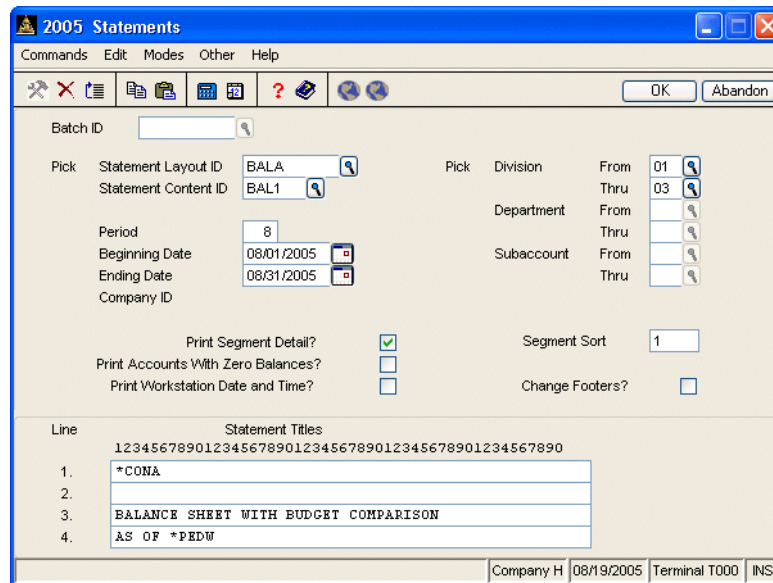 2005 Statements
Commands Edit Modes Other Help
OK Abandon
Batch ID
Pick Statement Layout ID BALA Pick Division From 01
Statement Content ID BAL1 Thru 03
Department From
Period 8 Thru
Beginning Date 08/01/2005 Subaccount From
Ending Date 08/31/2005 Thru
Company ID
Print Segment Detail? Segment Sort 1
Print Accounts With Zero Balances?
Print Workstation Date and Time? Change Footers?
Line Statement Titles
12345678901234567890123456789012345678901234567890
1. *CONA
2.
3. BALANCE SHEET WITH BUDGET COMPARISON
4. AS OF *PEDW
Company H 08/19/2005 Terminal T000 INS